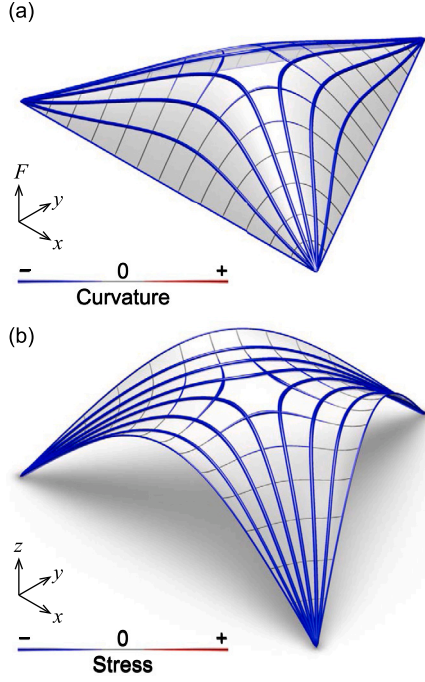 (a)
F
y
x
− 0 +
Curvature
(b)
z
y
x
− 0 +
Stress